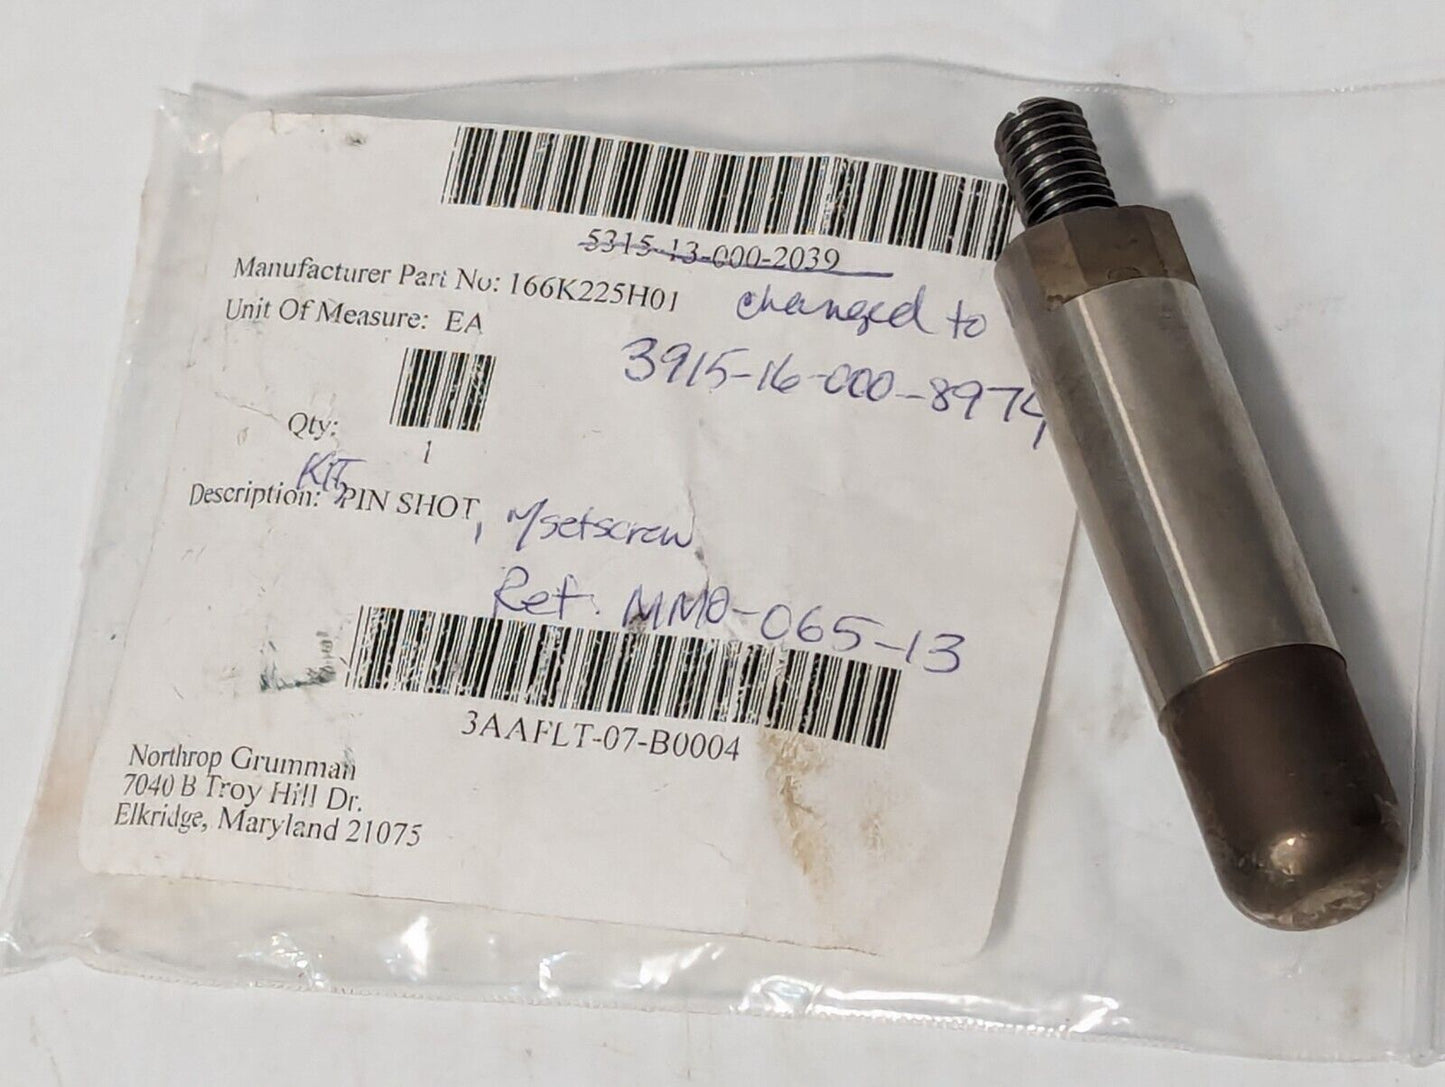 5315-13-000-2039
Manufacturer Part No: 166K225H01
changed to
Unit Of Measure: EA
3915-16-000-8974
Qty:
1
KIT,
Description: PIN SHOT, W/setscrew
Ref. MMO-065-13
3AAFLT-07-B0004
Northrop Grumman
7040 B Troy Hill Dr.
Elkridge, Maryland 21075